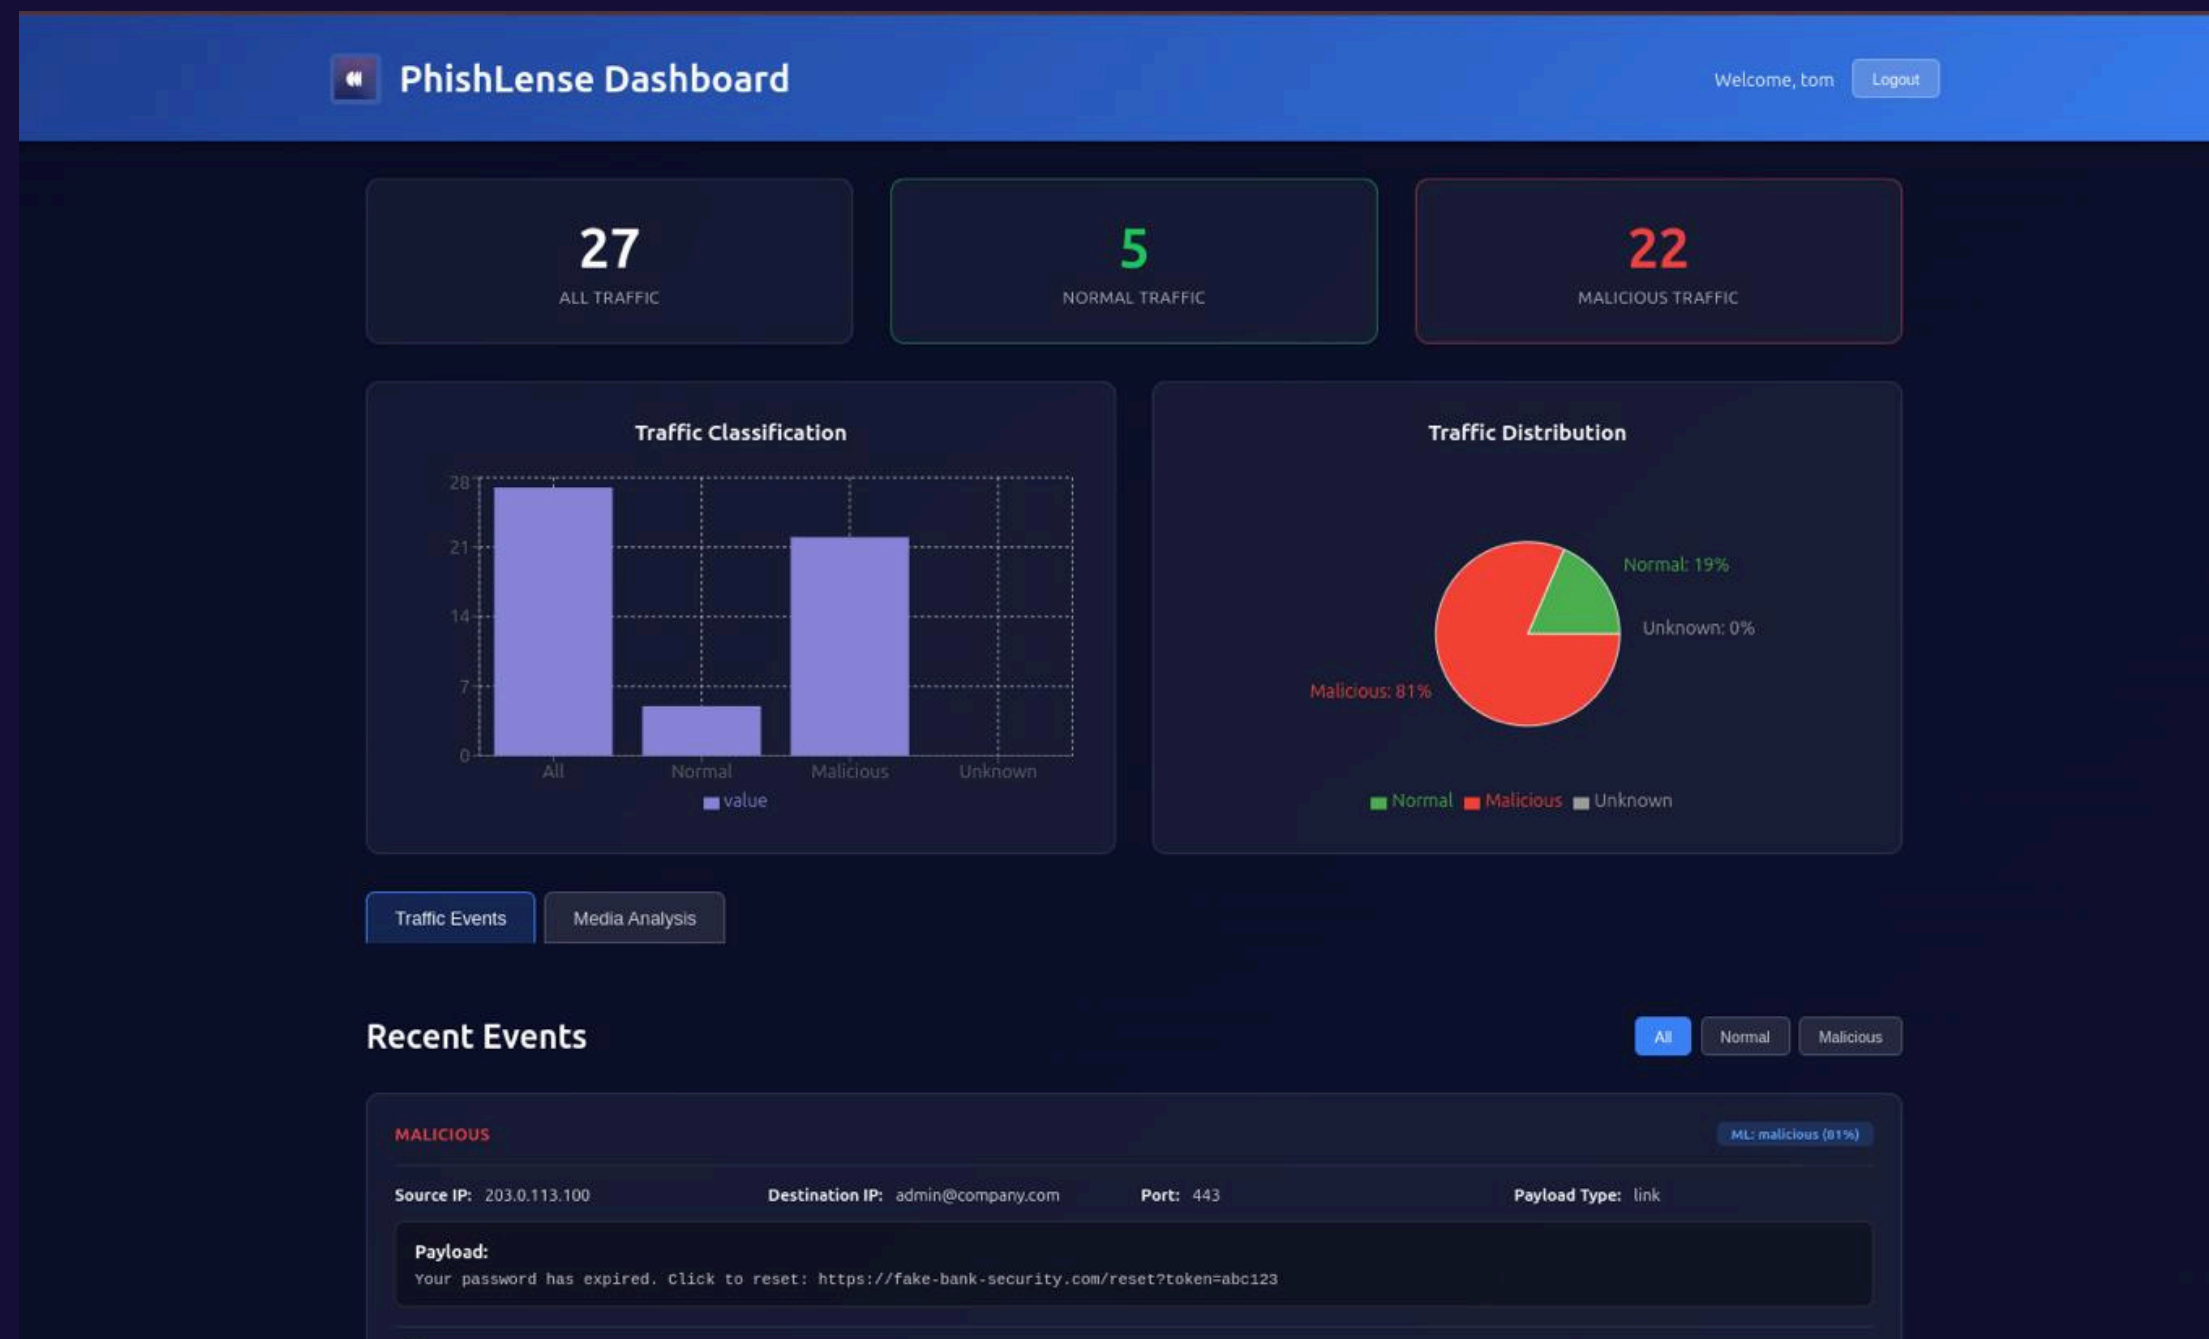 PhishLense Dashboard
Welcome, tom
Logout
27
ALL TRAFFIC
5
NORMAL TRAFFIC
22
MALICIOUS TRAFFIC
Traffic Classification
28
21
14
7
0
All
Normal
Malicious
Unknown
value
Traffic Distribution
Normal: 19%
Unknown: 0%
Malicious: 81%
Normal
Malicious
Unknown
Traffic Events
Media Analysis
Recent Events
All
Normal
Malicious
MALICIOUS
ML: malicious (81%)
Source IP: 203.0.113.100
Destination IP: admin@company.com
Port: 443
Payload Type: link
Payload:
Your password has expired. Click to reset: https://fake-bank-security.com/reset?token=abc123